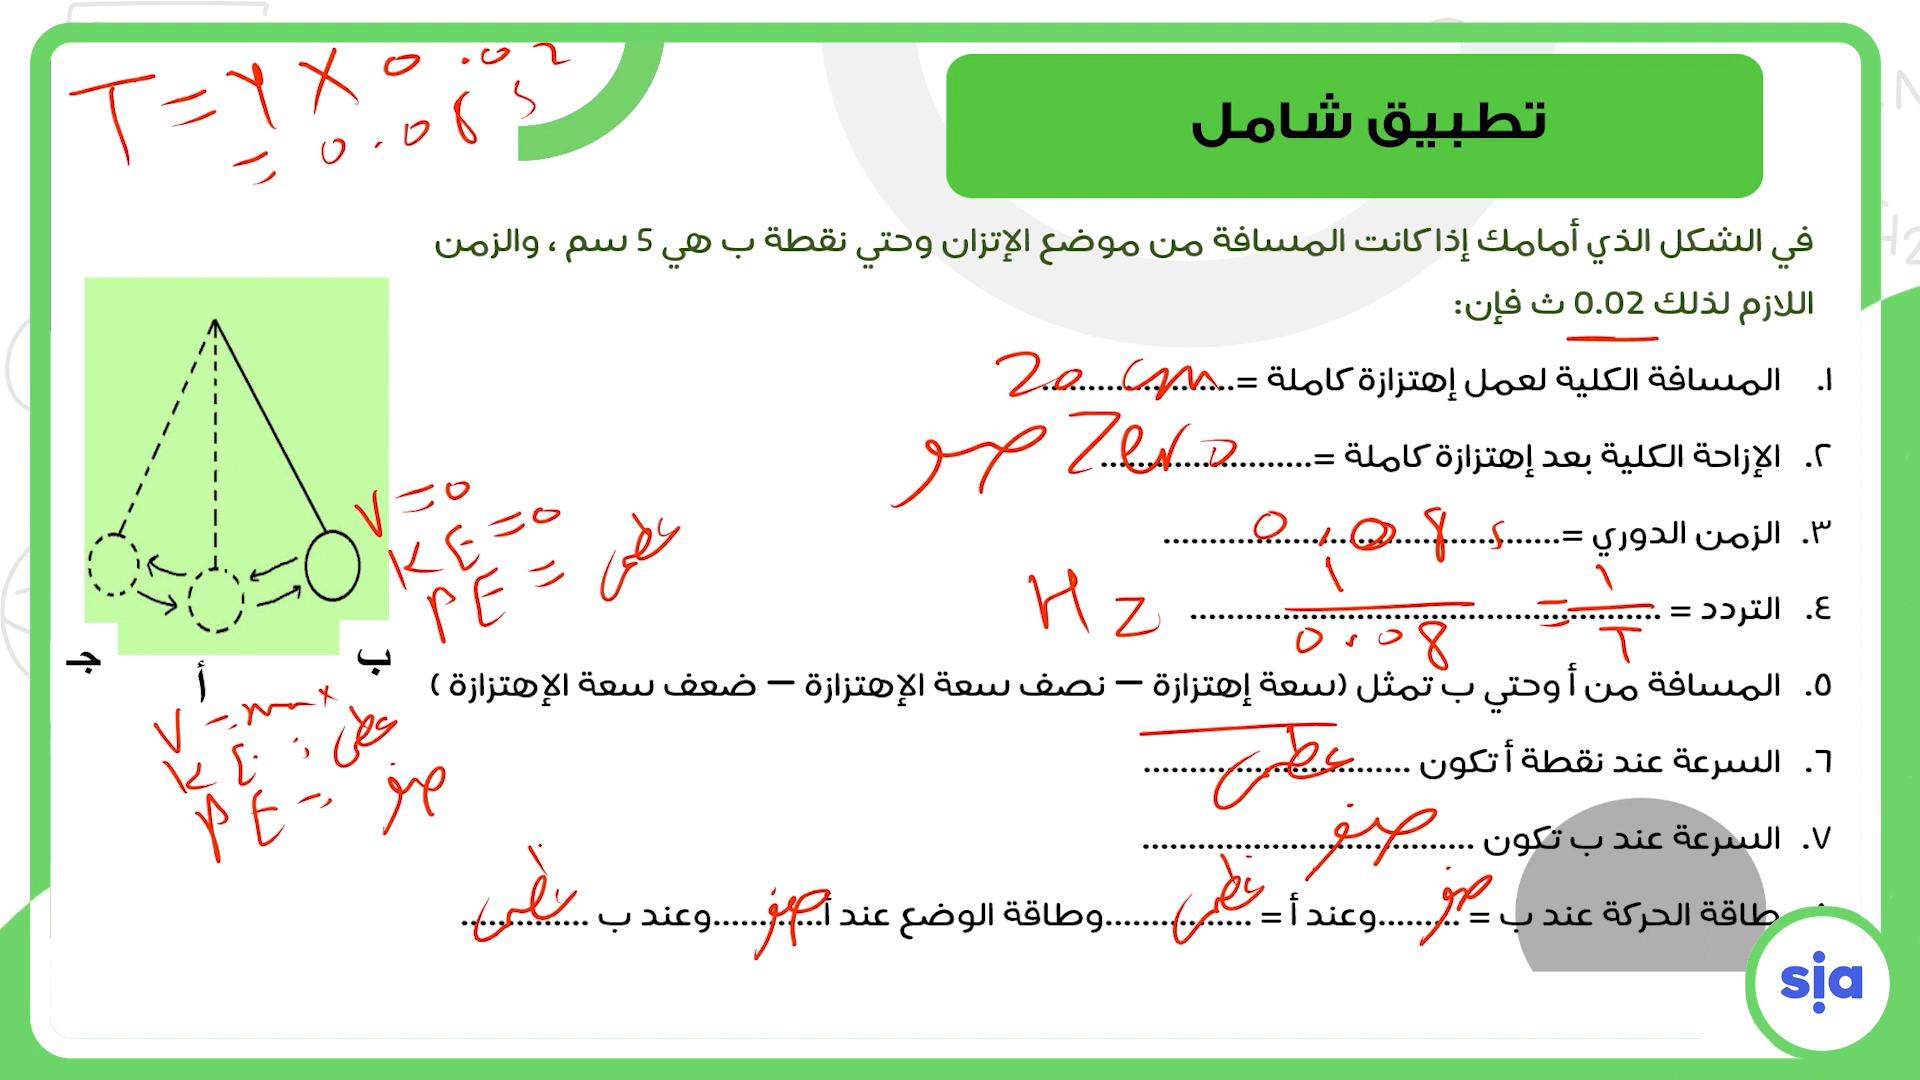 T = 4 X 0.02
= 0.08 s
تطبيق شامل
في الشكل الذي أمامك إذا كانت المسافة من موضع الإتزان وحتي نقطة ب هي 5 سم ، والزمن
اللازم لذلك 0.02 ث فإن:
١. المسافة الكلية لعمل إهتزازة كاملة =.................... 20 cm
٢. الإزاحة الكلية بعد إهتزازة كاملة =....................... Zero صفر
٣. الزمن الدوري =........................................... 0.08 s
٤. التردد = ................................................... 1/T = 1/0.08 Hz
٥. المسافة من أ وحتي ب تمثل (سعة إهتزازة – نصف سعة الإهتزازة – ضعف سعة الإهتزازة )
٦. السرعة عند نقطة أ تكون ............................. عظمى
٧. السرعة عند ب تكون .................................... صفر
طاقة الحركة عند ب =......... صفر وعند أ = ................ عظمى وطاقة الوضع عند أ............ صفر وعند ب .............. عظمى
V = 0
KE = 0
PE = عظمى
جـ
أ
ب
V = max
KE : عظمى
PE = صفر
sia